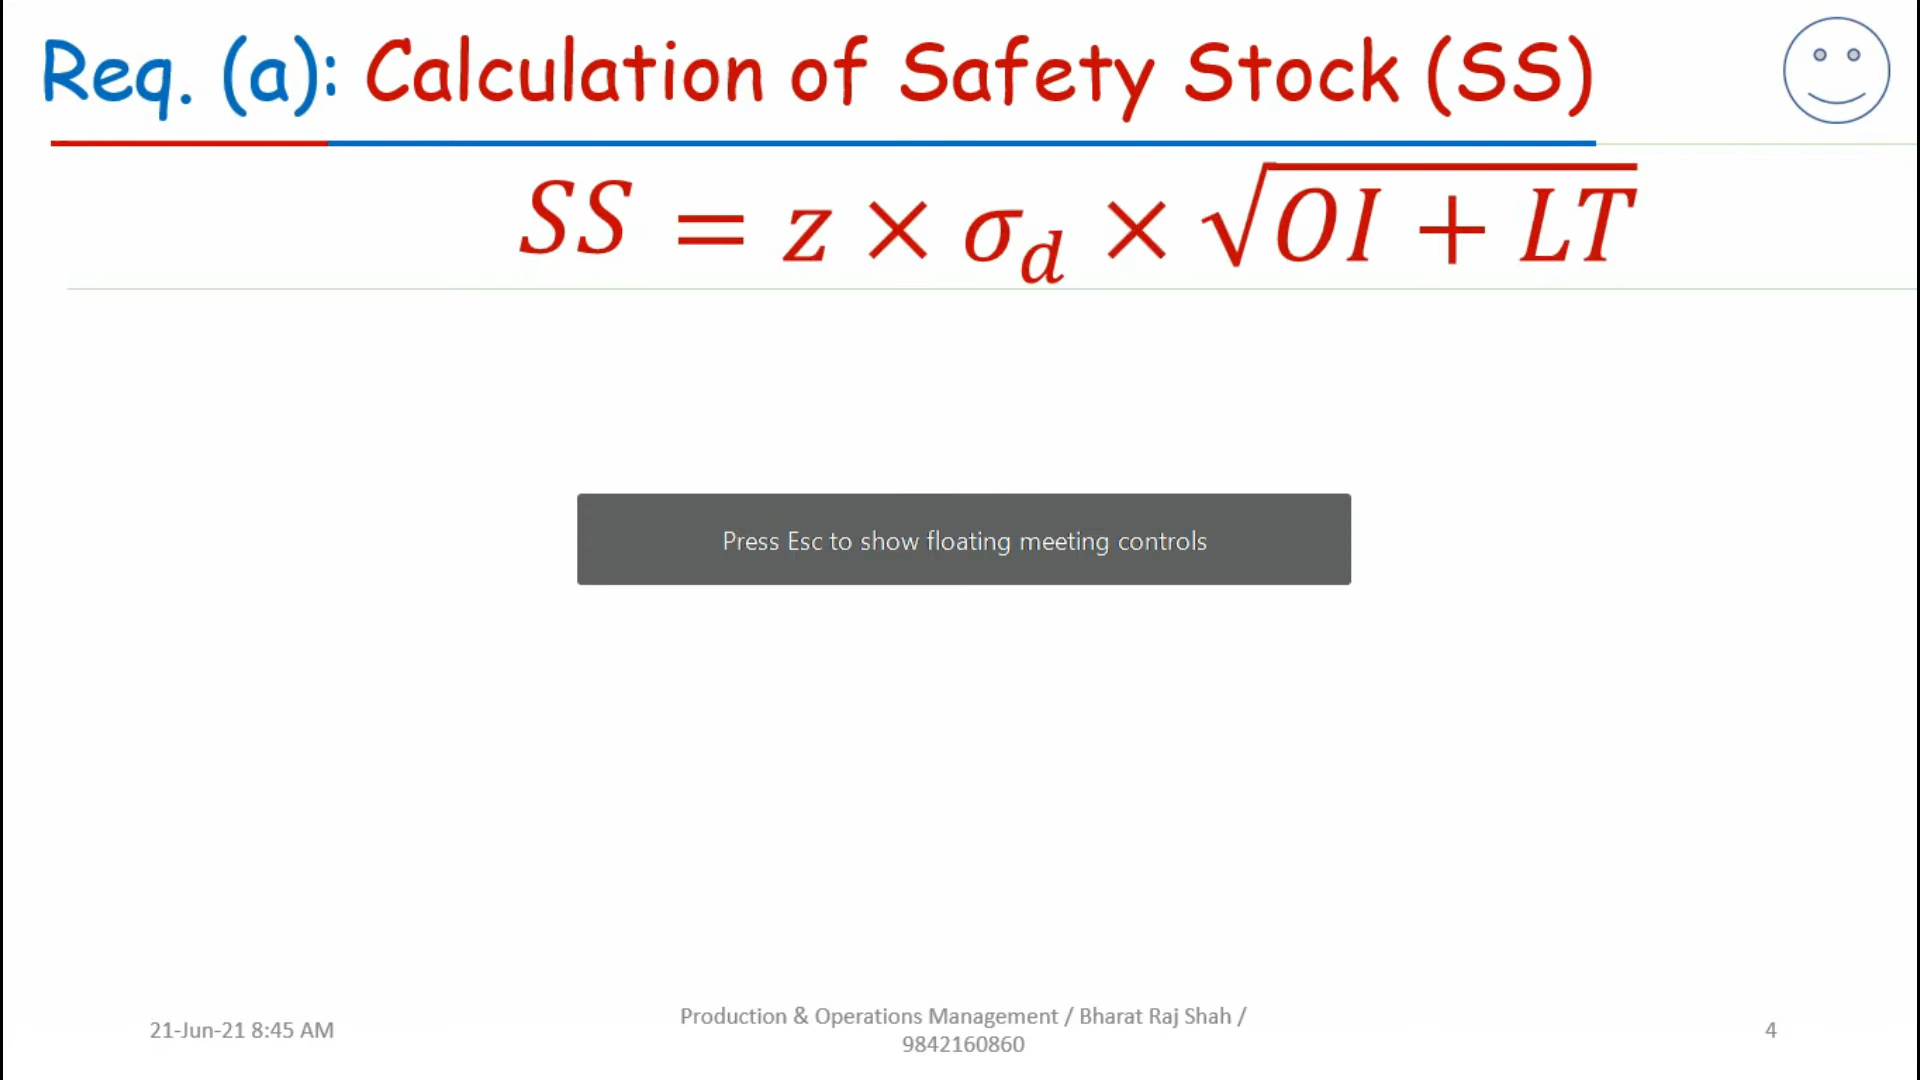 Req. (a): Calculation of Safety Stock (SS)
SS = z × σ_d × √(OI + LT)
Press Esc to show floating meeting controls
21-Jun-21 8:45 AM
Production & Operations Management / Bharat Raj Shah /
9842160860
4